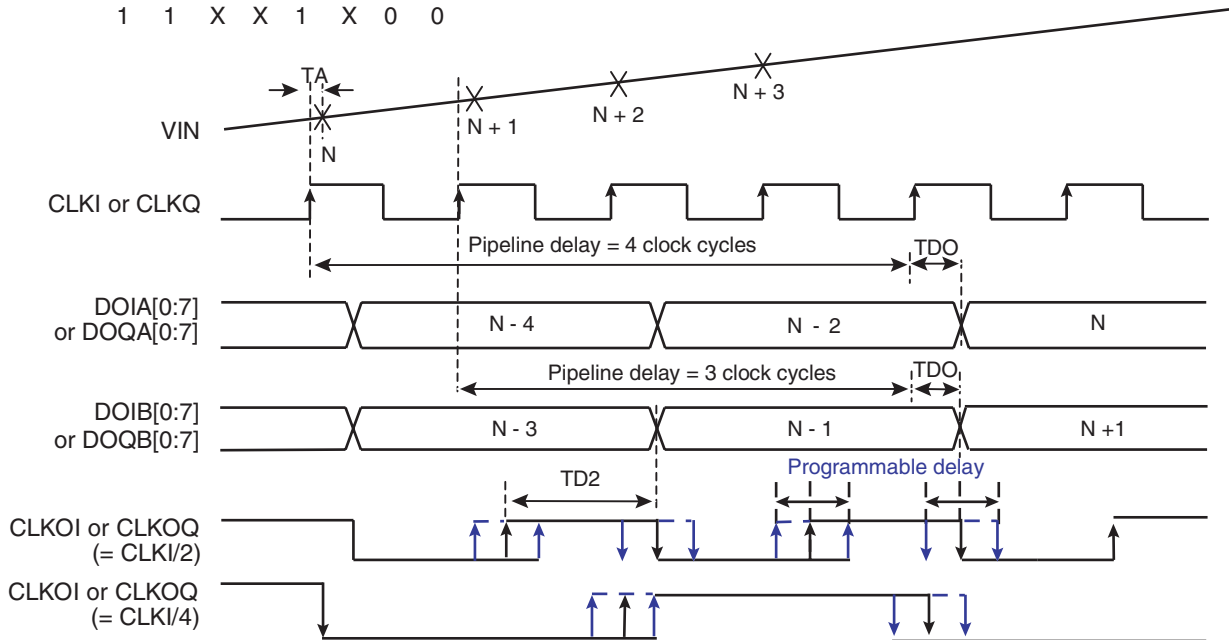 1 1 X X 1 X 0 0
TA
N + 3
N + 2
N + 1
VIN
N
CLKI or CLKQ
Pipeline delay = 4 clock cycles
TDO
DOIA[0:7]
or DOQA[0:7]
N - 4
N - 2
N
Pipeline delay = 3 clock cycles
TDO
DOIB[0:7]
or DOQB[0:7]
N - 3
N - 1
N +1
TD2
Programmable delay
CLKOI or CLKOQ
(= CLKI/2)
CLKOI or CLKOQ
(= CLKI/4)